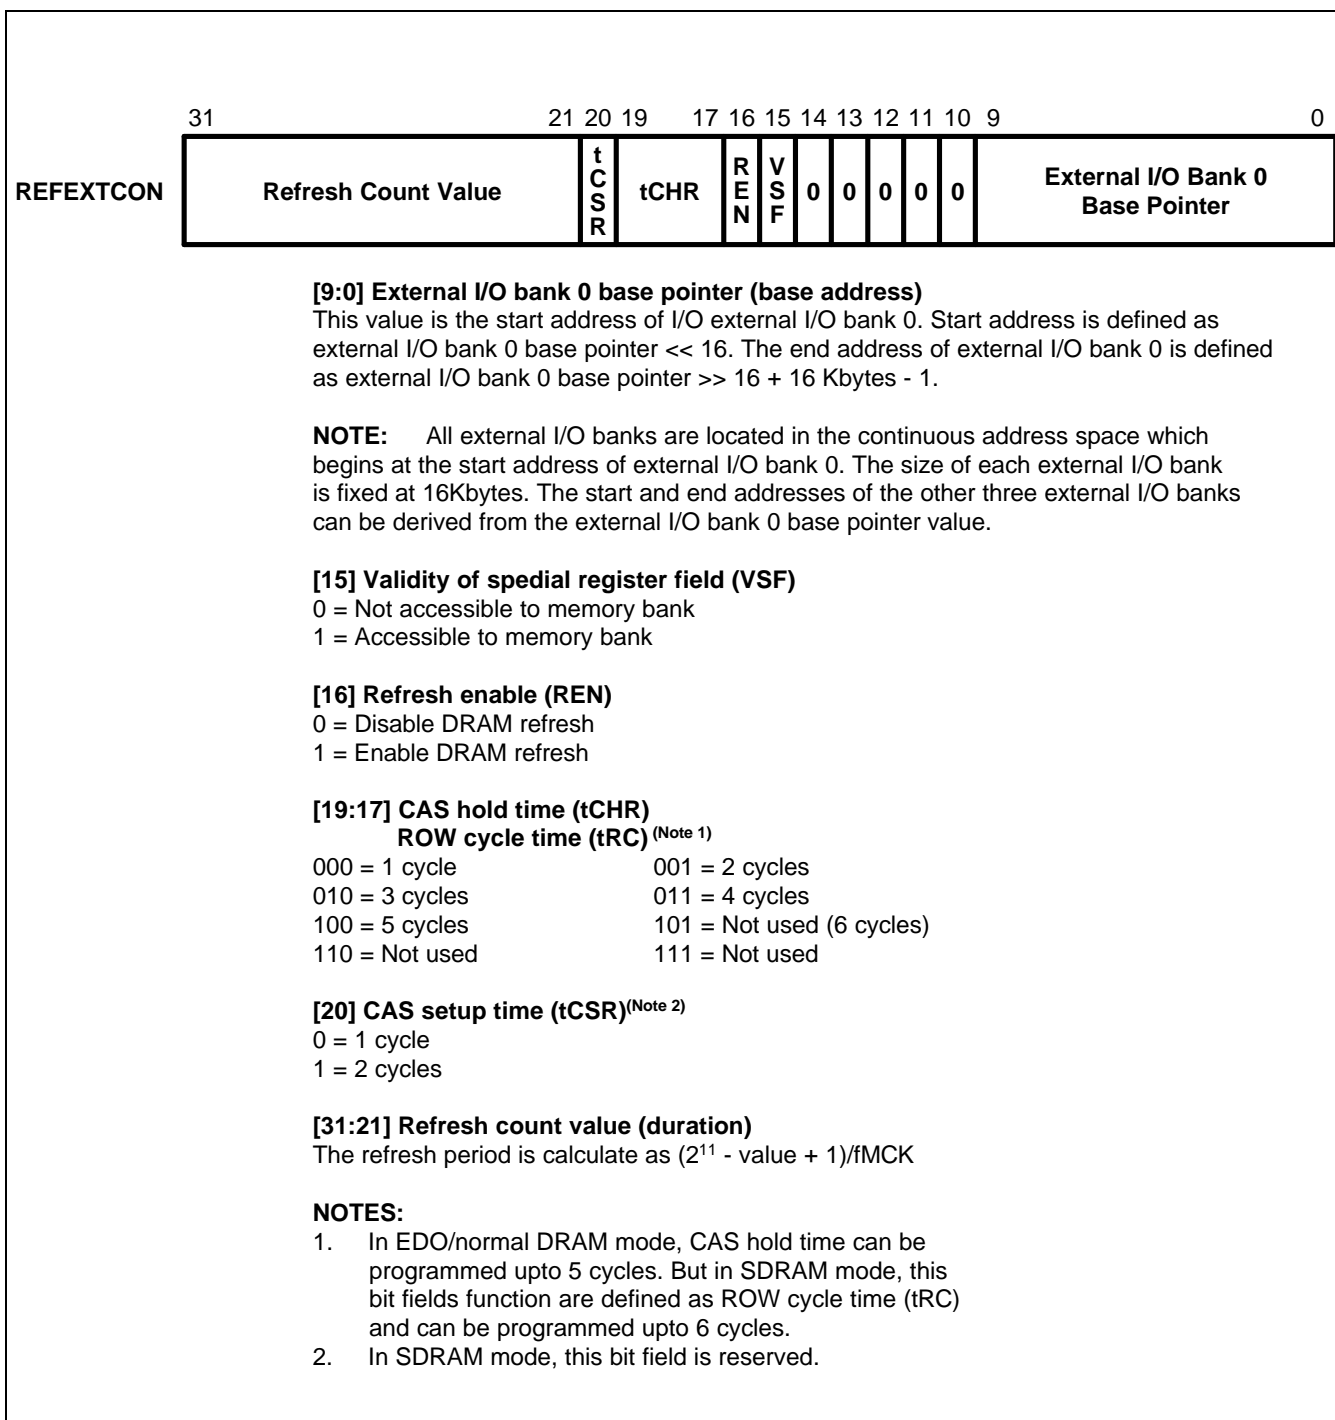 31 21 20 19 17 16 15 14 13 12 11 10 9 0
REFEXTCON Refresh Count Value tCSR tCHR REN VSF 0 0 0 0 0 External I/O Bank 0 Base Pointer
[9:0] External I/O bank 0 base pointer (base address)
This value is the start address of I/O external I/O bank 0. Start address is defined as
external I/O bank 0 base pointer << 16. The end address of external I/O bank 0 is defined
as external I/O bank 0 base pointer >> 16 + 16 Kbytes - 1.
NOTE: All external I/O banks are located in the continuous address space which
begins at the start address of external I/O bank 0. The size of each external I/O bank
is fixed at 16Kbytes. The start and end addresses of the other three external I/O banks
can be derived from the external I/O bank 0 base pointer value.
[15] Validity of spedial register field (VSF)
0 = Not accessible to memory bank
1 = Accessible to memory bank
[16] Refresh enable (REN)
0 = Disable DRAM refresh
1 = Enable DRAM refresh
[19:17] CAS hold time (tCHR)
ROW cycle time (tRC) (Note 1)
000 = 1 cycle 001 = 2 cycles
010 = 3 cycles 011 = 4 cycles
100 = 5 cycles 101 = Not used (6 cycles)
110 = Not used 111 = Not used
[20] CAS setup time (tCSR)(Note 2)
0 = 1 cycle
1 = 2 cycles
[31:21] Refresh count value (duration)
The refresh period is calculate as (2¹¹ - value + 1)/fMCK
NOTES:
1. In EDO/normal DRAM mode, CAS hold time can be
programmed upto 5 cycles. But in SDRAM mode, this
bit fields function are defined as ROW cycle time (tRC)
and can be programmed upto 6 cycles.
2. In SDRAM mode, this bit field is reserved.